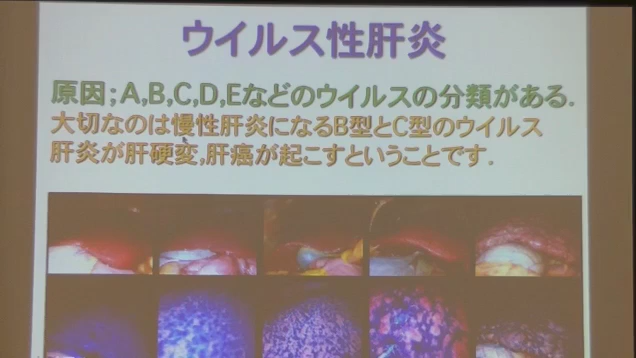 ウイルス性肝炎
原因;A,B,C,D,Eなどのウイルスの分類がある.
大切なのは慢性肝炎になるB型とC型のウイルス
肝炎が肝硬変,肝癌が起こすということです.